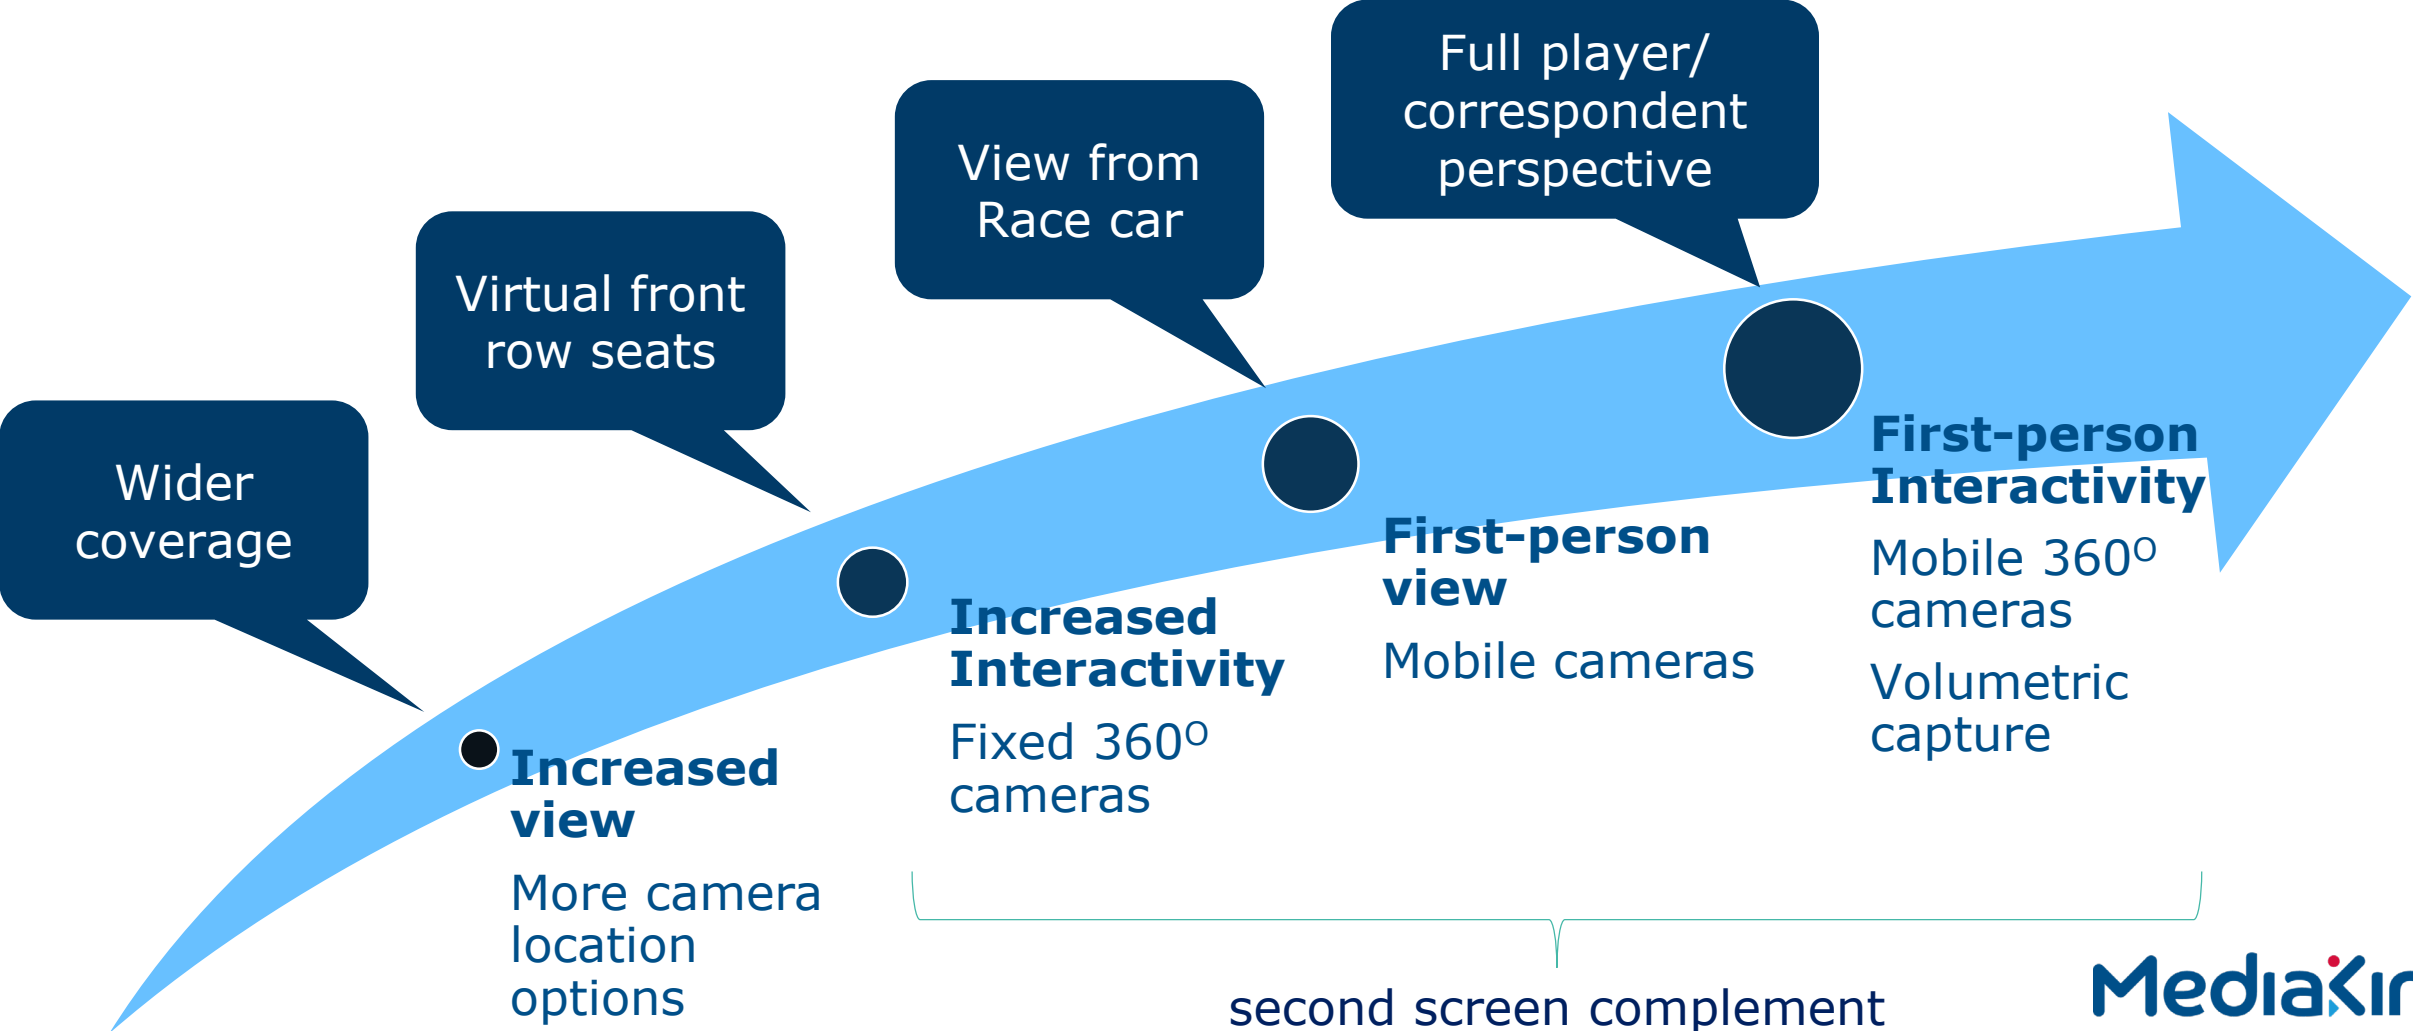 Full player/
correspondent
perspective
View from
Race car
Virtual front
row seats
Wider
coverage
Increased
view
More camera
location
options
Increased
Interactivity
Fixed 360O
cameras
First-person
view
Mobile cameras
First-person
Interactivity
Mobile 360O
cameras
Volumetric
capture
second screen complement